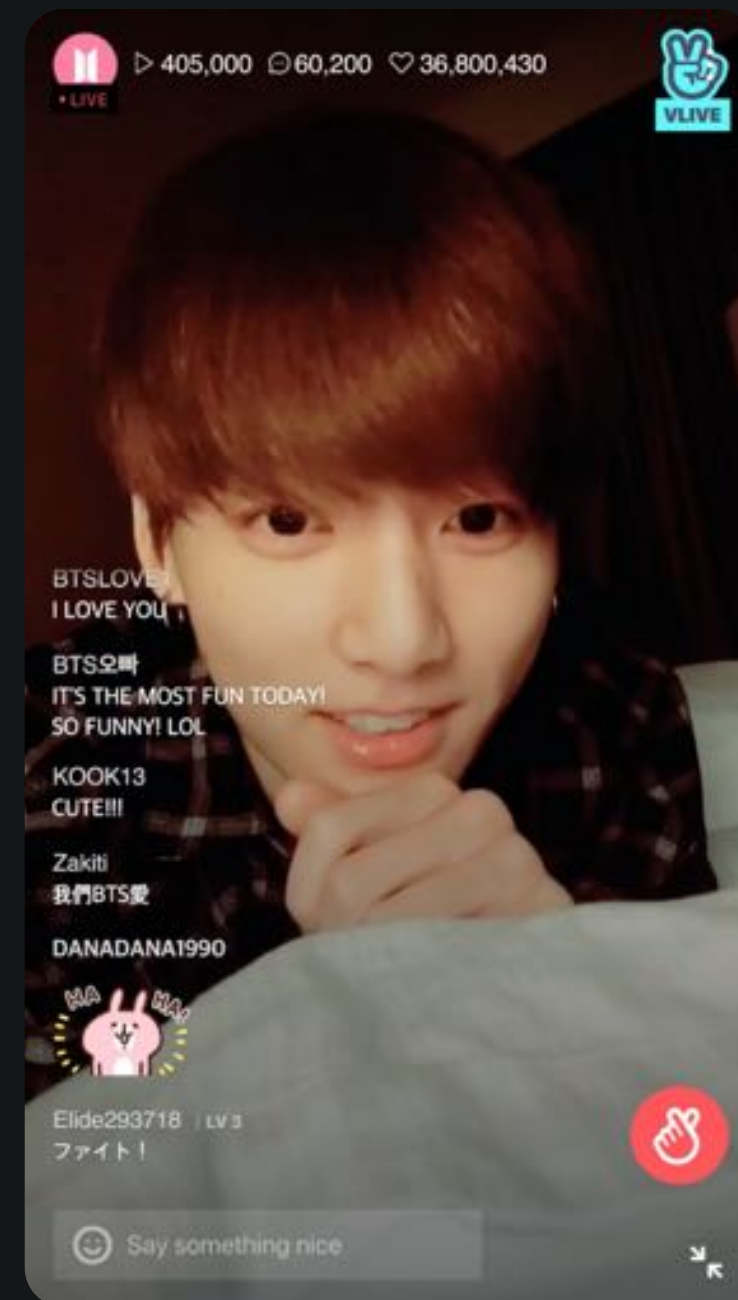 405,000 60,200 36,800,430
• LIVE
VLIVE
BTSLOVE
I LOVE YOU
BTS오빠
IT'S THE MOST FUN TODAY!
SO FUNNY! LOL
KOOK13
CUTE!!!
Zakiti
我們BTS愛
DANADANA1990
HA HA!
Elide293718 LV 3
ファイト！
Say something nice